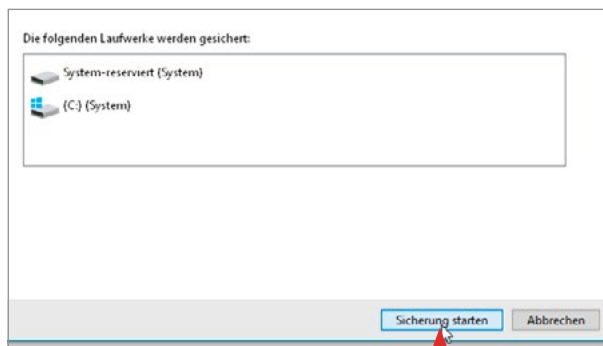 Die folgenden Laufwerke werden gesichert:
System-reserviert (System)
(C:) (System)
Sicherung starten
Abbrechen